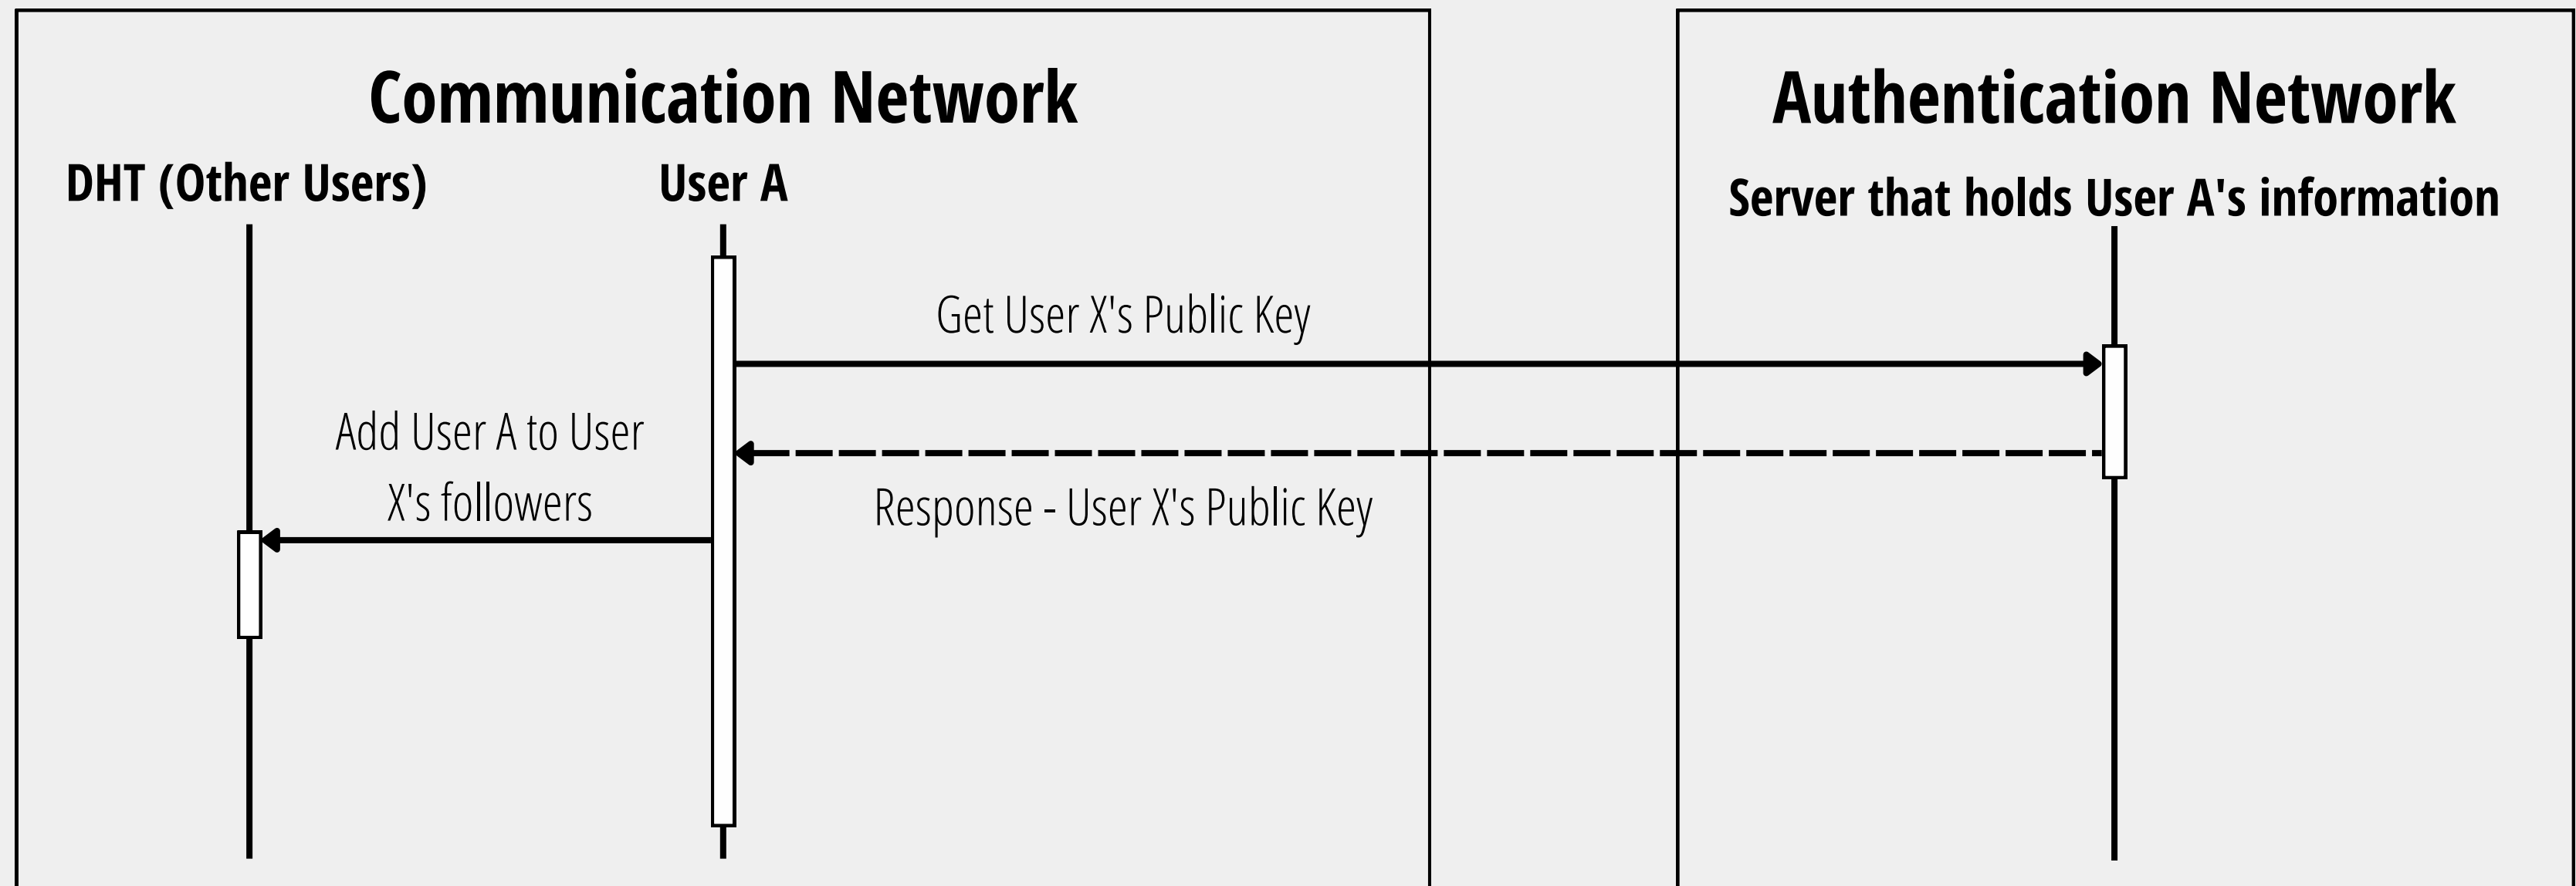 Communication Network
Authentication Network
DHT (Other Users)
User A
Server that holds User A's information
Get User X's Public Key
Add User A to User
X's followers
Response - User X's Public Key